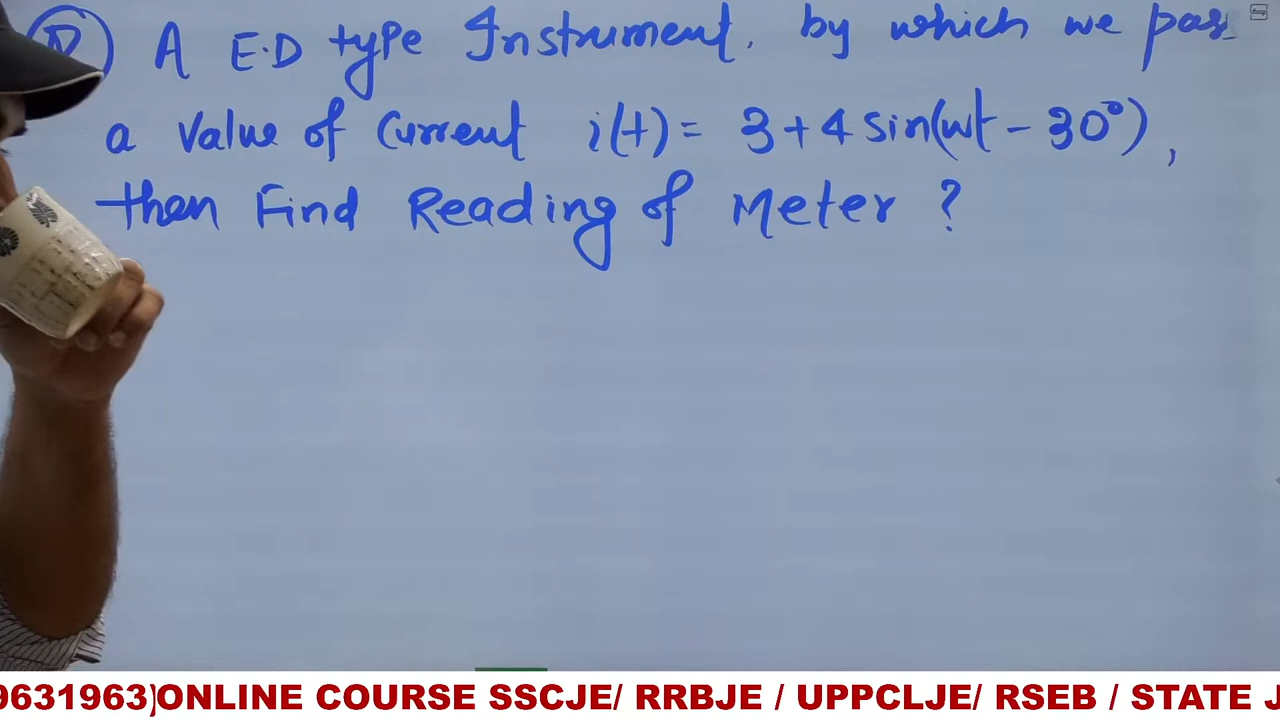 A E.D type Instrument, by which we pas
a Value of Current i(t) = 3 + 4 sin(wt - 30°),
then Find Reading of Meter ?
9631963)ONLINE COURSE SSCJE/ RRBJE / UPPCLJE/ RSEB / STATE J